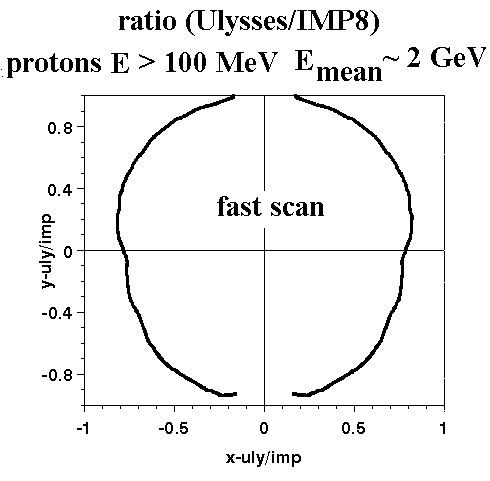 ratio (Ulysses/IMP8)
protons E > 100 MeV E mean ~ 2 GeV
0.8
0.4
fast scan
0
-0.4
-0.8
y-uly/imp
-1 -0.5 0 0.5 1
x-uly/imp